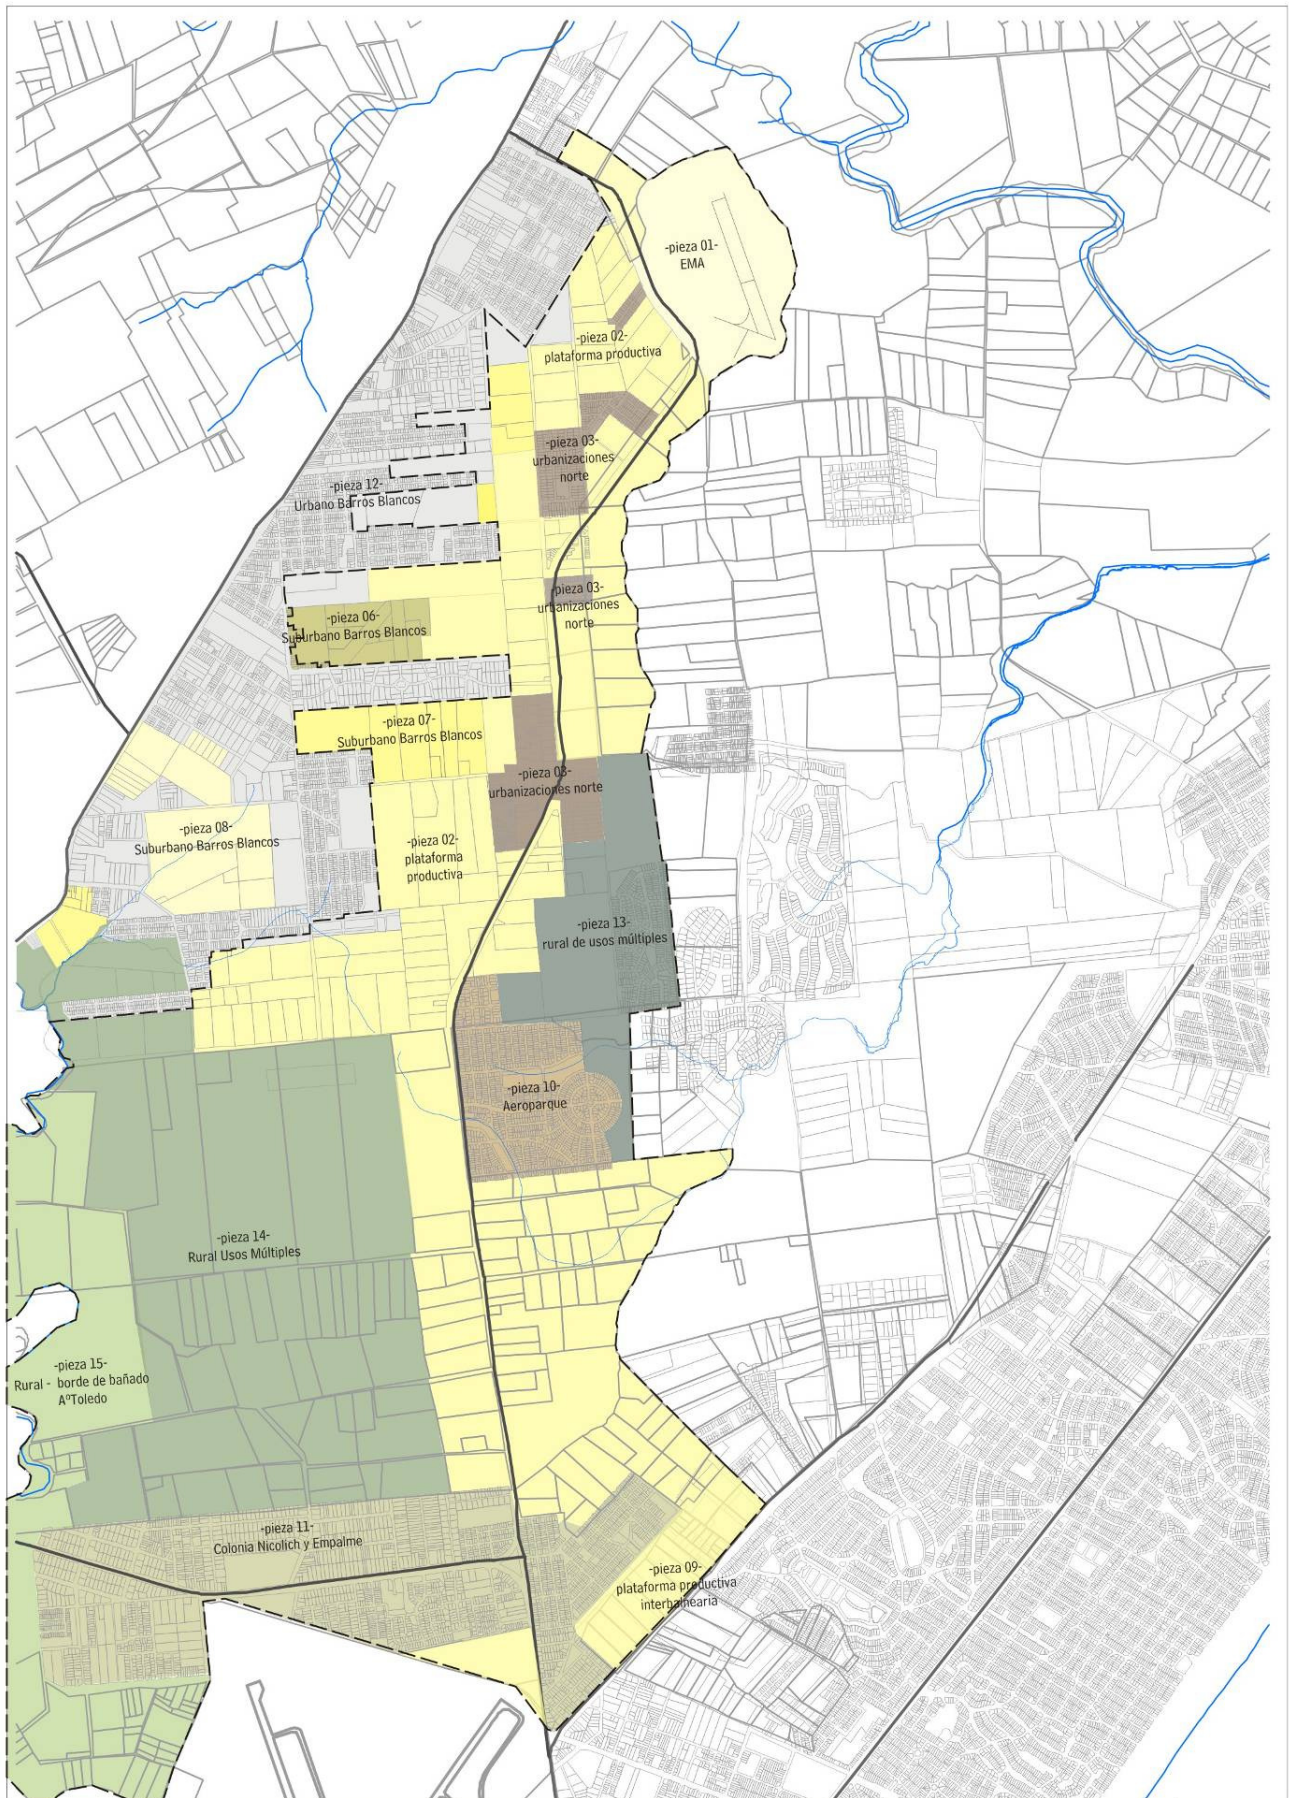 -pieza 01-
EMA
-pieza 02-
plataforma productiva
-pieza 03-
urbanizaciones
norte
-pieza 12-
Urbano Barros Blancos
-pieza 03-
urbanizaciones
norte
-pieza 06-
Suburbano Barros Blancos
-pieza 07-
Suburbano Barros Blancos
-pieza 03-
urbanizaciones norte
-pieza 08-
Suburbano Barros Blancos
-pieza 02-
plataforma
productiva
-pieza 13-
rural de usos múltiples
-pieza 10-
Aeroparque
-pieza 14-
Rural Usos Múltiples
-pieza 15-
Rural - borde de bañado
AºToledo
-pieza 11-
Colonia Nicolich y Empalme
-pieza 09-
plataforma productiva
interbalnearia